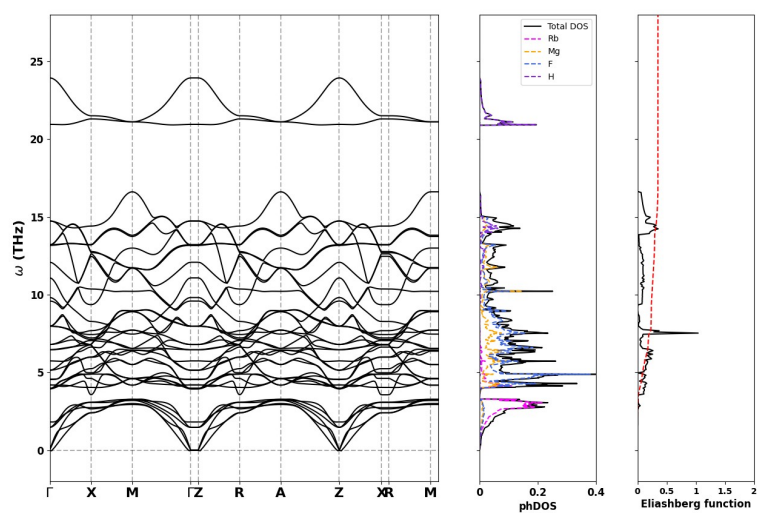 ω (THz)
25
20
15
10
5
0
Γ X M Γ Z R A Z X R M
Total DOS
Rb
Mg
F
H
0 0.2 0.4
phDOS
0 0.5 1 1.5 2
Eliashberg function